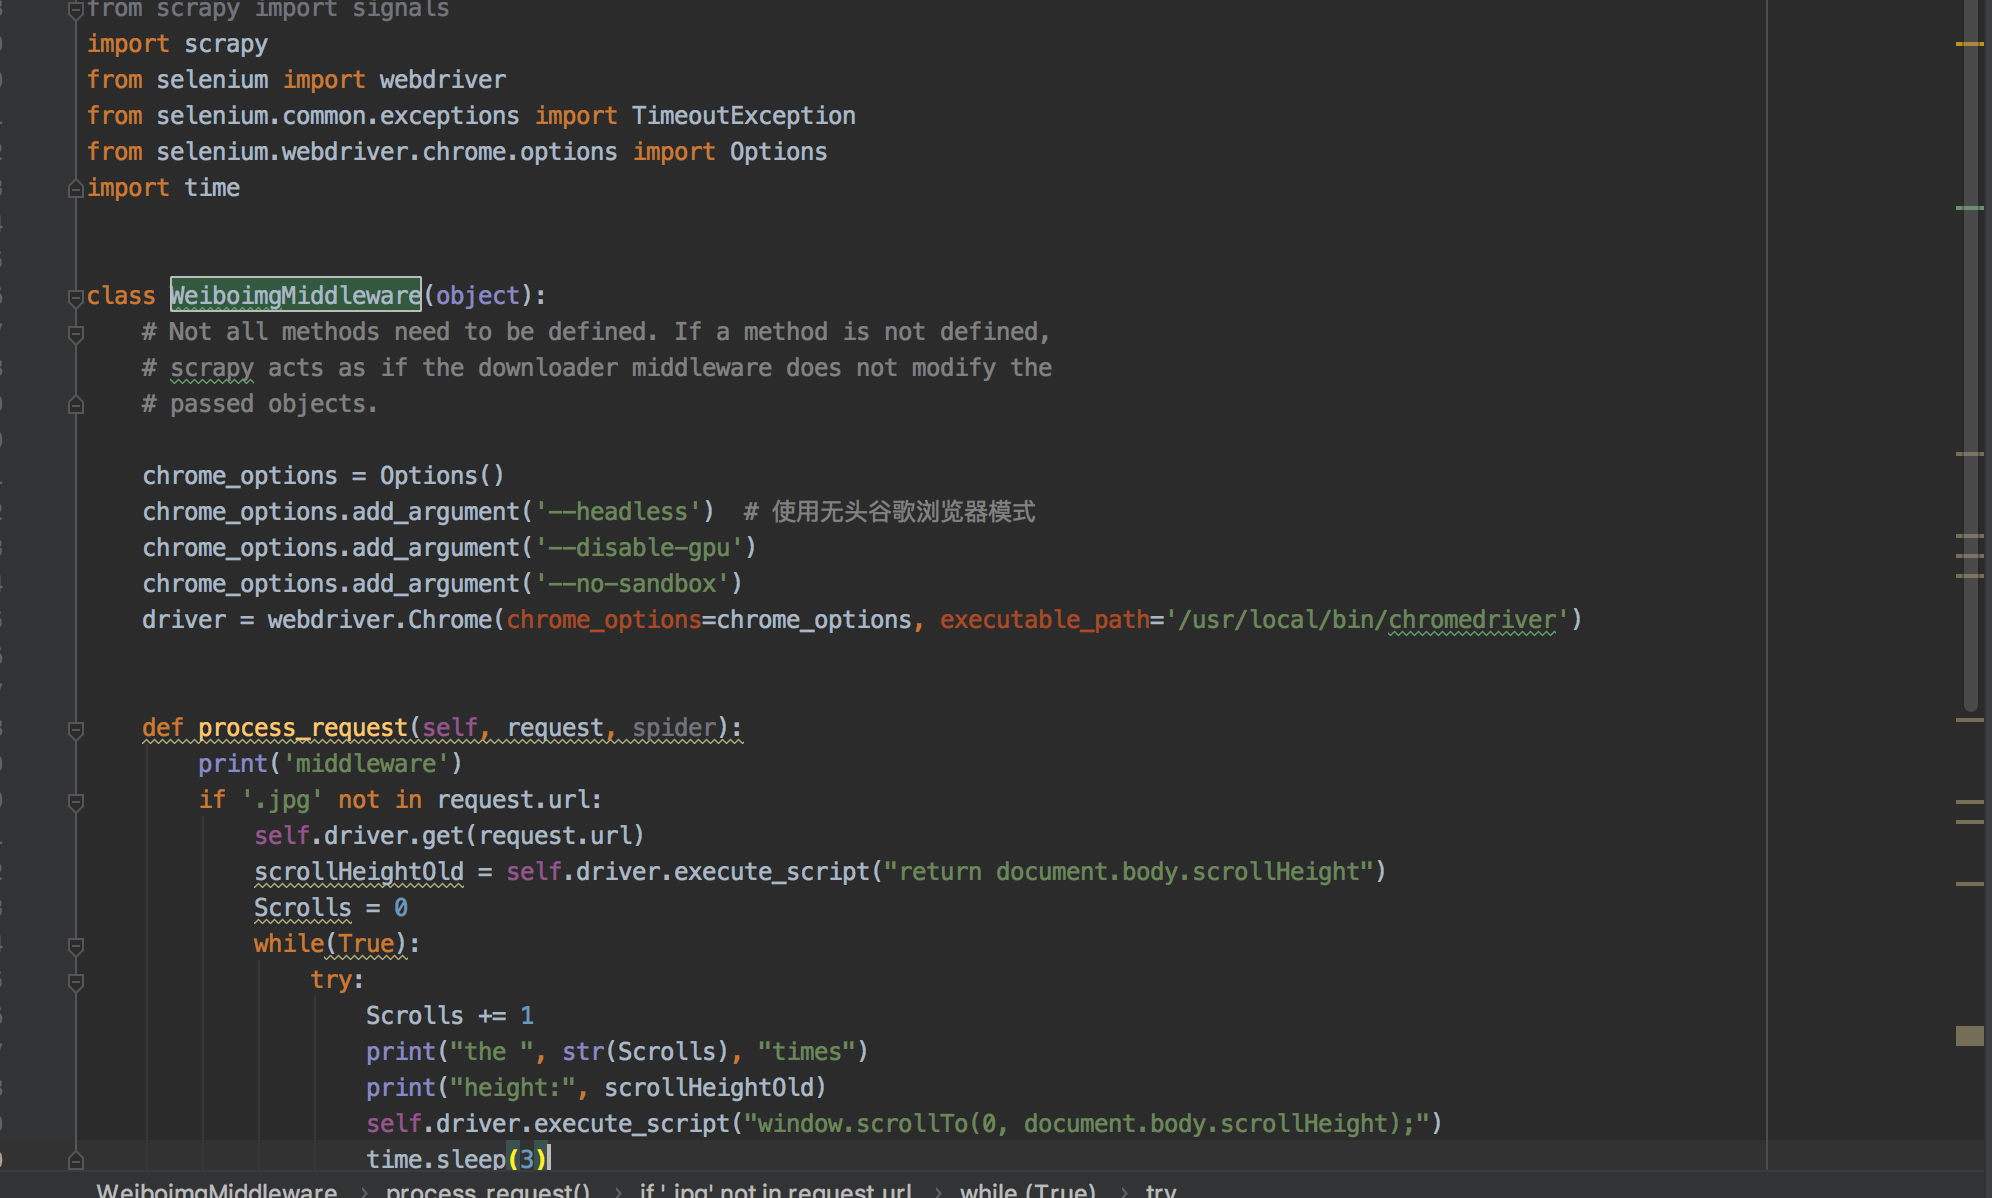 from scrapy import signals
import scrapy
from selenium import webdriver
from selenium.common.exceptions import TimeoutException
from selenium.webdriver.chrome.options import Options
import time
class WeiboimgMiddleware(object):
# Not all methods need to be defined. If a method is not defined,
# scrapy acts as if the downloader middleware does not modify the
# passed objects.
chrome_options = Options()
chrome_options.add_argument('--headless')  # 使用无头谷歌浏览器模式
chrome_options.add_argument('--disable-gpu')
chrome_options.add_argument('--no-sandbox')
driver = webdriver.Chrome(chrome_options=chrome_options, executable_path='/usr/local/bin/chromedriver')
def process_request(self, request, spider):
print('middleware')
if '.jpg' not in request.url:
self.driver.get(request.url)
scrollHeightOld = self.driver.execute_script("return document.body.scrollHeight")
Scrolls = 0
while(True):
try:
Scrolls += 1
print("the ", str(Scrolls), "times")
print("height:", scrollHeightOld)
self.driver.execute_script("window.scrollTo(0, document.body.scrollHeight);")
time.sleep(3)
WeiboimgMiddleware › process_request() › if '.jpg' not in request.url › while (True) › try